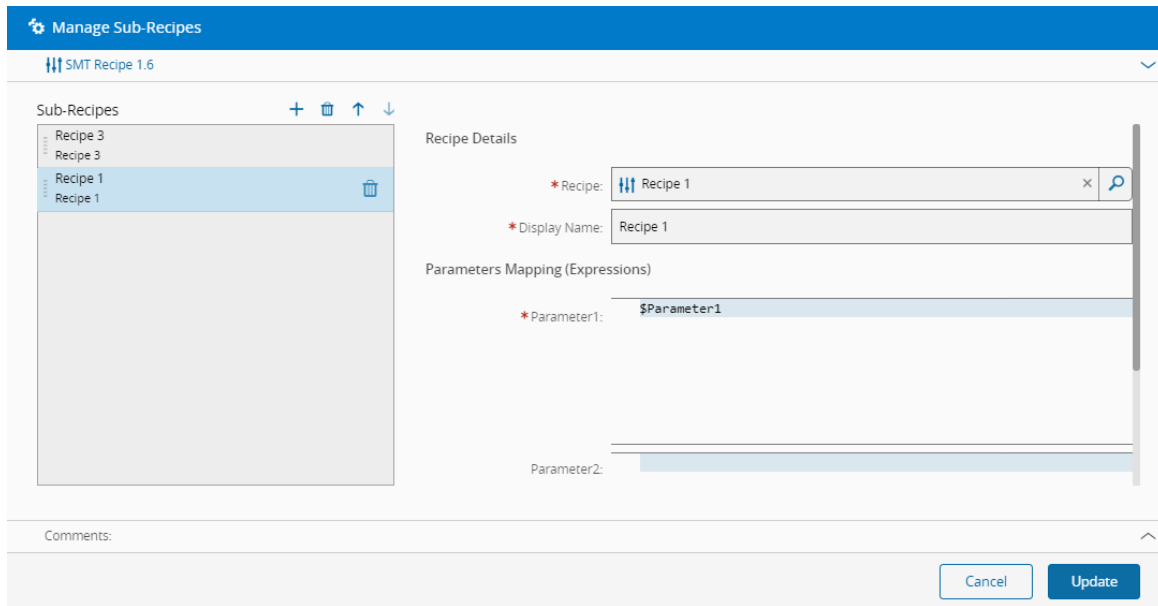 Manage Sub-Recipes
SMT Recipe 1.6
Sub-Recipes
Recipe 3
Recipe 3
Recipe 1
Recipe 1
Recipe Details
*Recipe: Recipe 1
*Display Name: Recipe 1
Parameters Mapping (Expressions)
*Parameter1: $Parameter1
Parameter2:
Comments:
Cancel Update